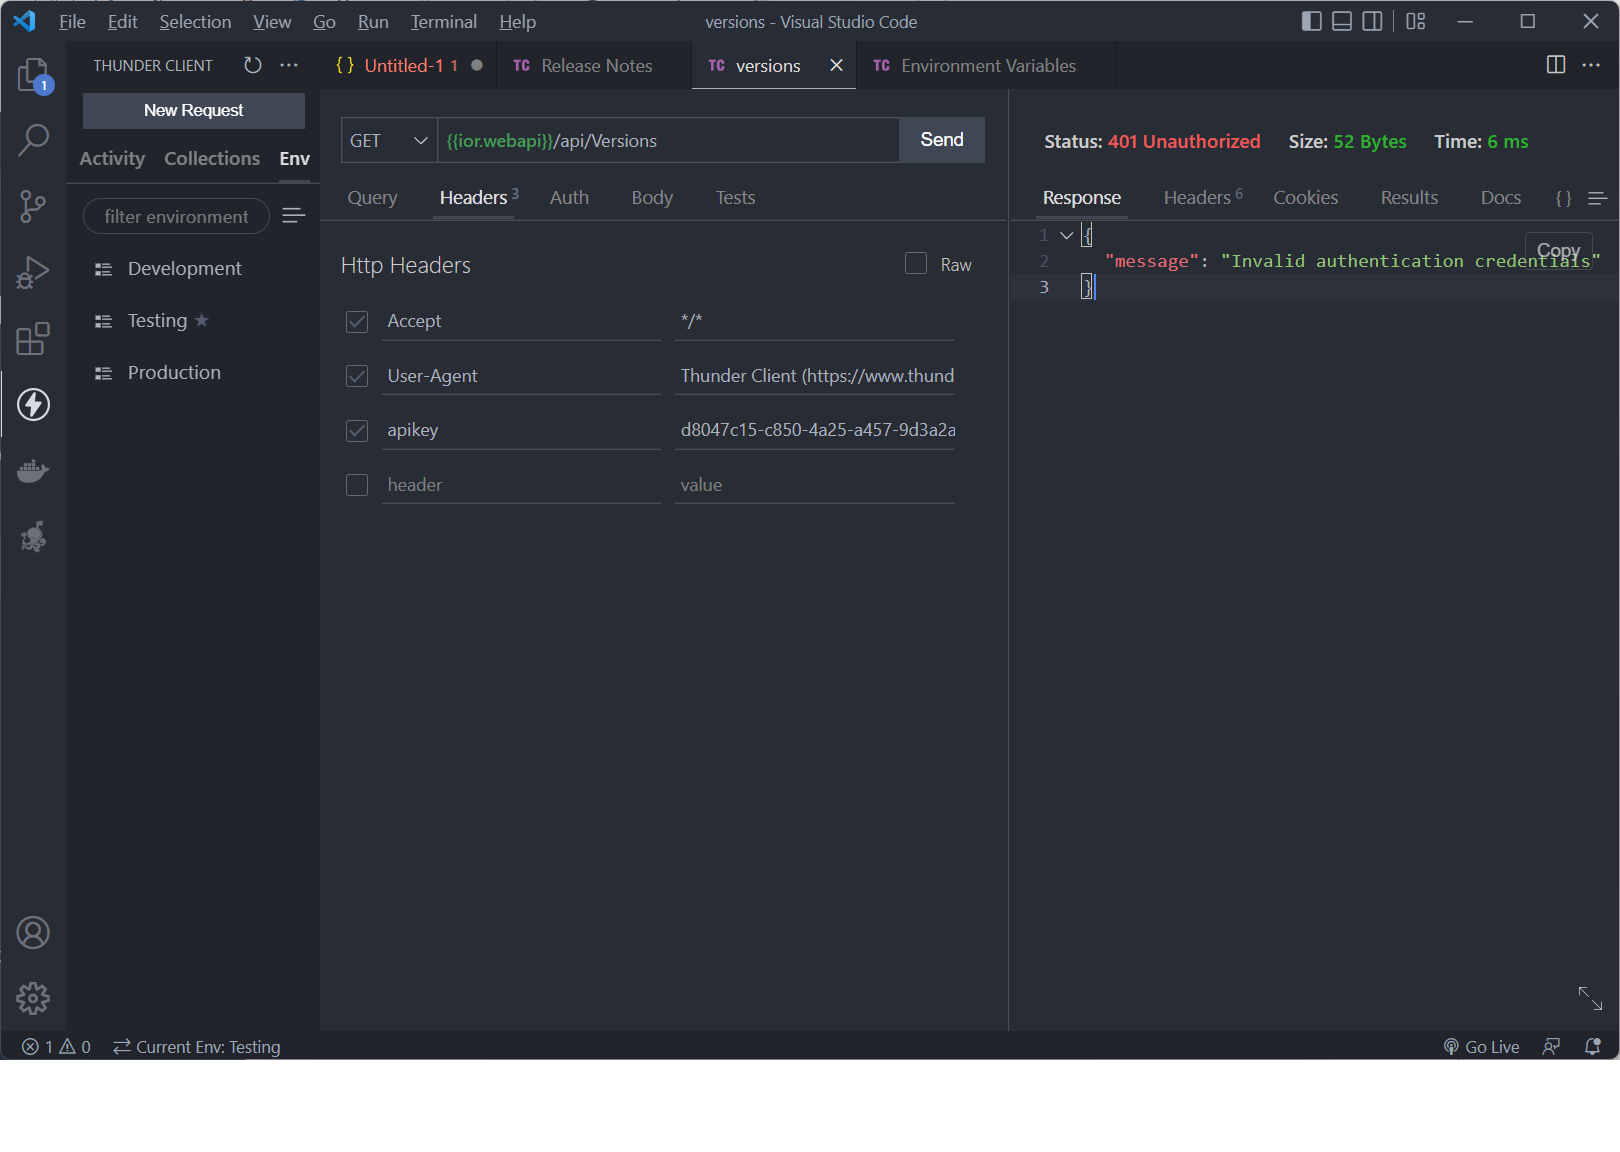 File Edit Selection View Go Run Terminal Help
versions - Visual Studio Code
THUNDER CLIENT
{ } Untitled-1 1
TC Release Notes
TC versions
TC Environment Variables
1
New Request
Activity Collections Env
filter environment
Development
Testing
Production
GET
{{ior.webapi}}/api/Versions
Send
Query Headers 3 Auth Body Tests
Http Headers
Raw
Accept */*
User-Agent Thunder Client (https://www.thund
apikey d8047c15-c850-4a25-a457-9d3a2a
header value
Status: 401 Unauthorized Size: 52 Bytes Time: 6 ms
Response Headers 6 Cookies Results Docs { }
1 {
Copy
2 "message": "Invalid authentication credentials"
3 }
1 0 Current Env: Testing
Go Live